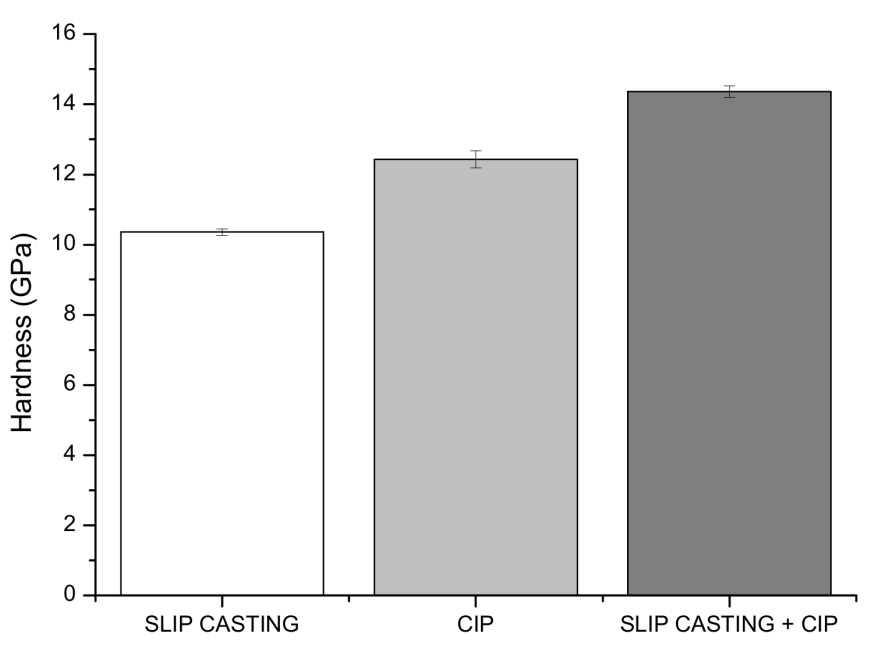 16
14
12
10
8
6
4
2
0
Hardness (GPa)
SLIP CASTING
CIP
SLIP CASTING + CIP